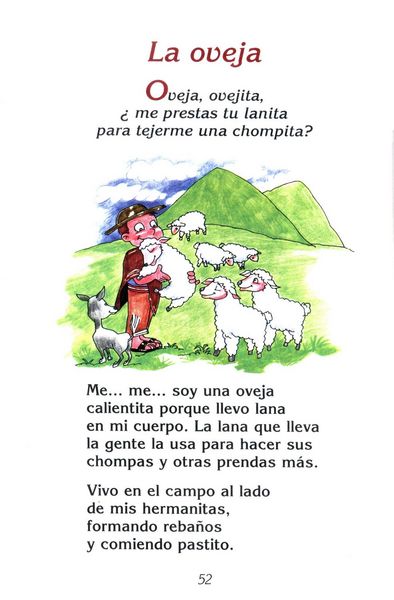 La oveja
Oveja, ovejita,
¿ me prestas tu lanita
para tejerme una chompita?
Me... me... soy una oveja
calientita porque llevo lana
en mi cuerpo. La lana que lleva
la gente la usa para hacer sus
chompas y otras prendas más.
Vivo en el campo al lado
de mis hermanitas,
formando rebaños
y comiendo pastito.
52